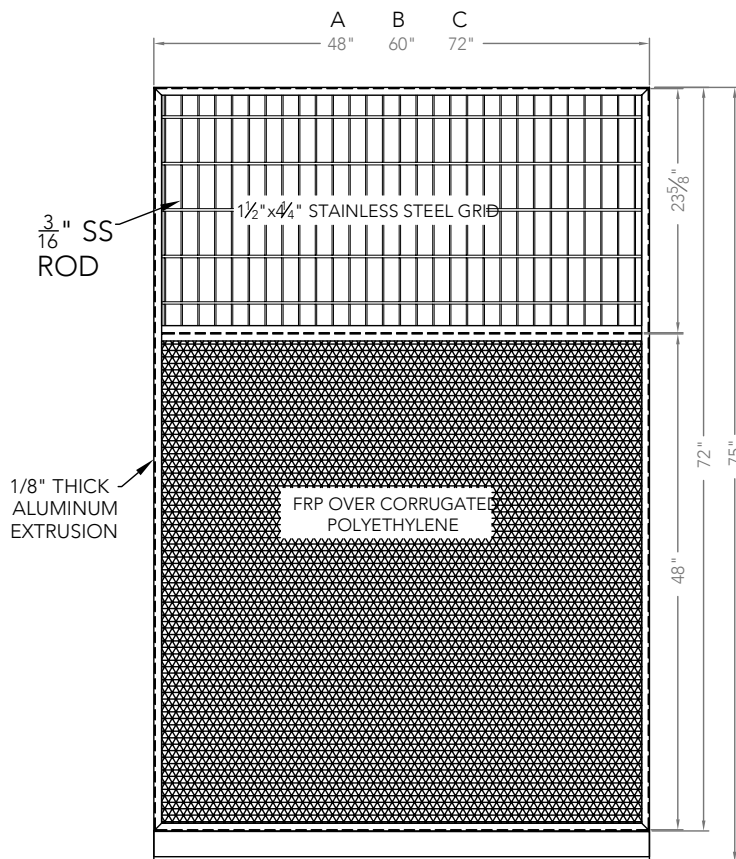 A B C
48" 60" 72"
23⅝"
3/16" SS
ROD
1½"x4¼" STAINLESS STEEL GRID
1/8" THICK
ALUMINUM
EXTRUSION
FRP OVER CORRUGATED
POLYETHYLENE
72"
75"
48"